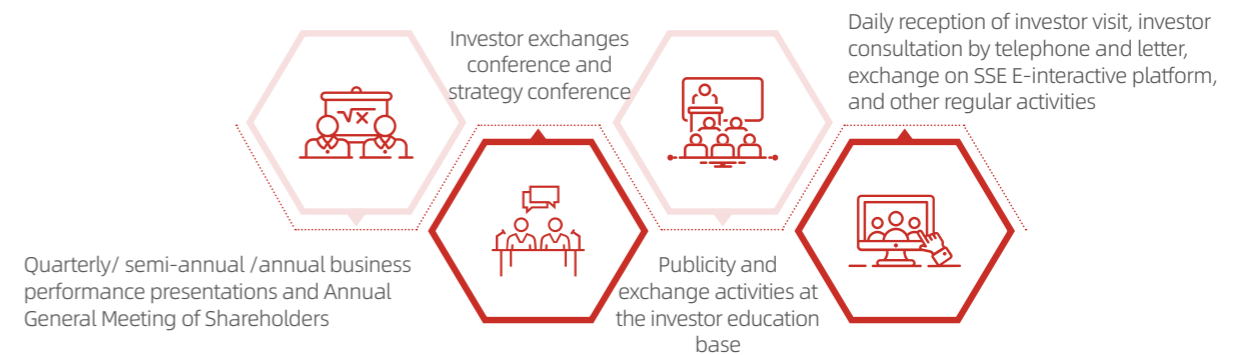 Quarterly/ semi-annual /annual business
performance presentations and Annual
General Meeting of Shareholders
Investor exchanges
conference and
strategy conference
Publicity and
exchange activities at
the investor education
base
Daily reception of investor visit, investor
consultation by telephone and letter,
exchange on SSE E-interactive platform,
and other regular activities
√x